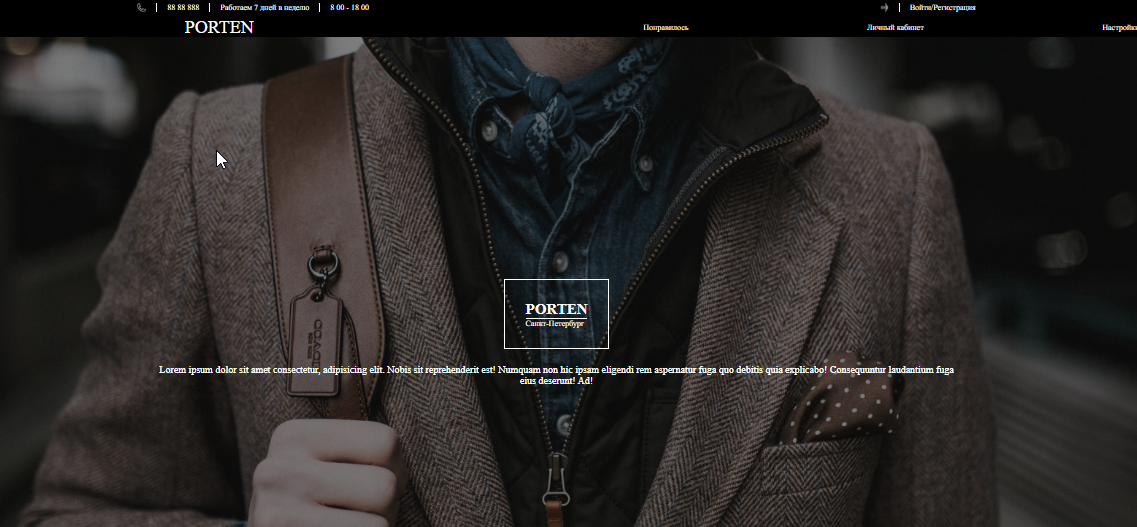 88 88 888 Работаем 7 дней в неделю 8 00 - 18 00 Войти/Регистрация
PORTEN Понравилось Личный кабинет Настройки
PORTEN
Санкт-Петербург
Lorem ipsum dolor sit amet consectetur, adipisicing elit. Nobis sit reprehenderit est! Numquam non hic ipsam eligendi rem aspernatur fuga quo debitis quia explicabo! Consequuntur laudantium fuga
eius deserunt! Ad!
COACH